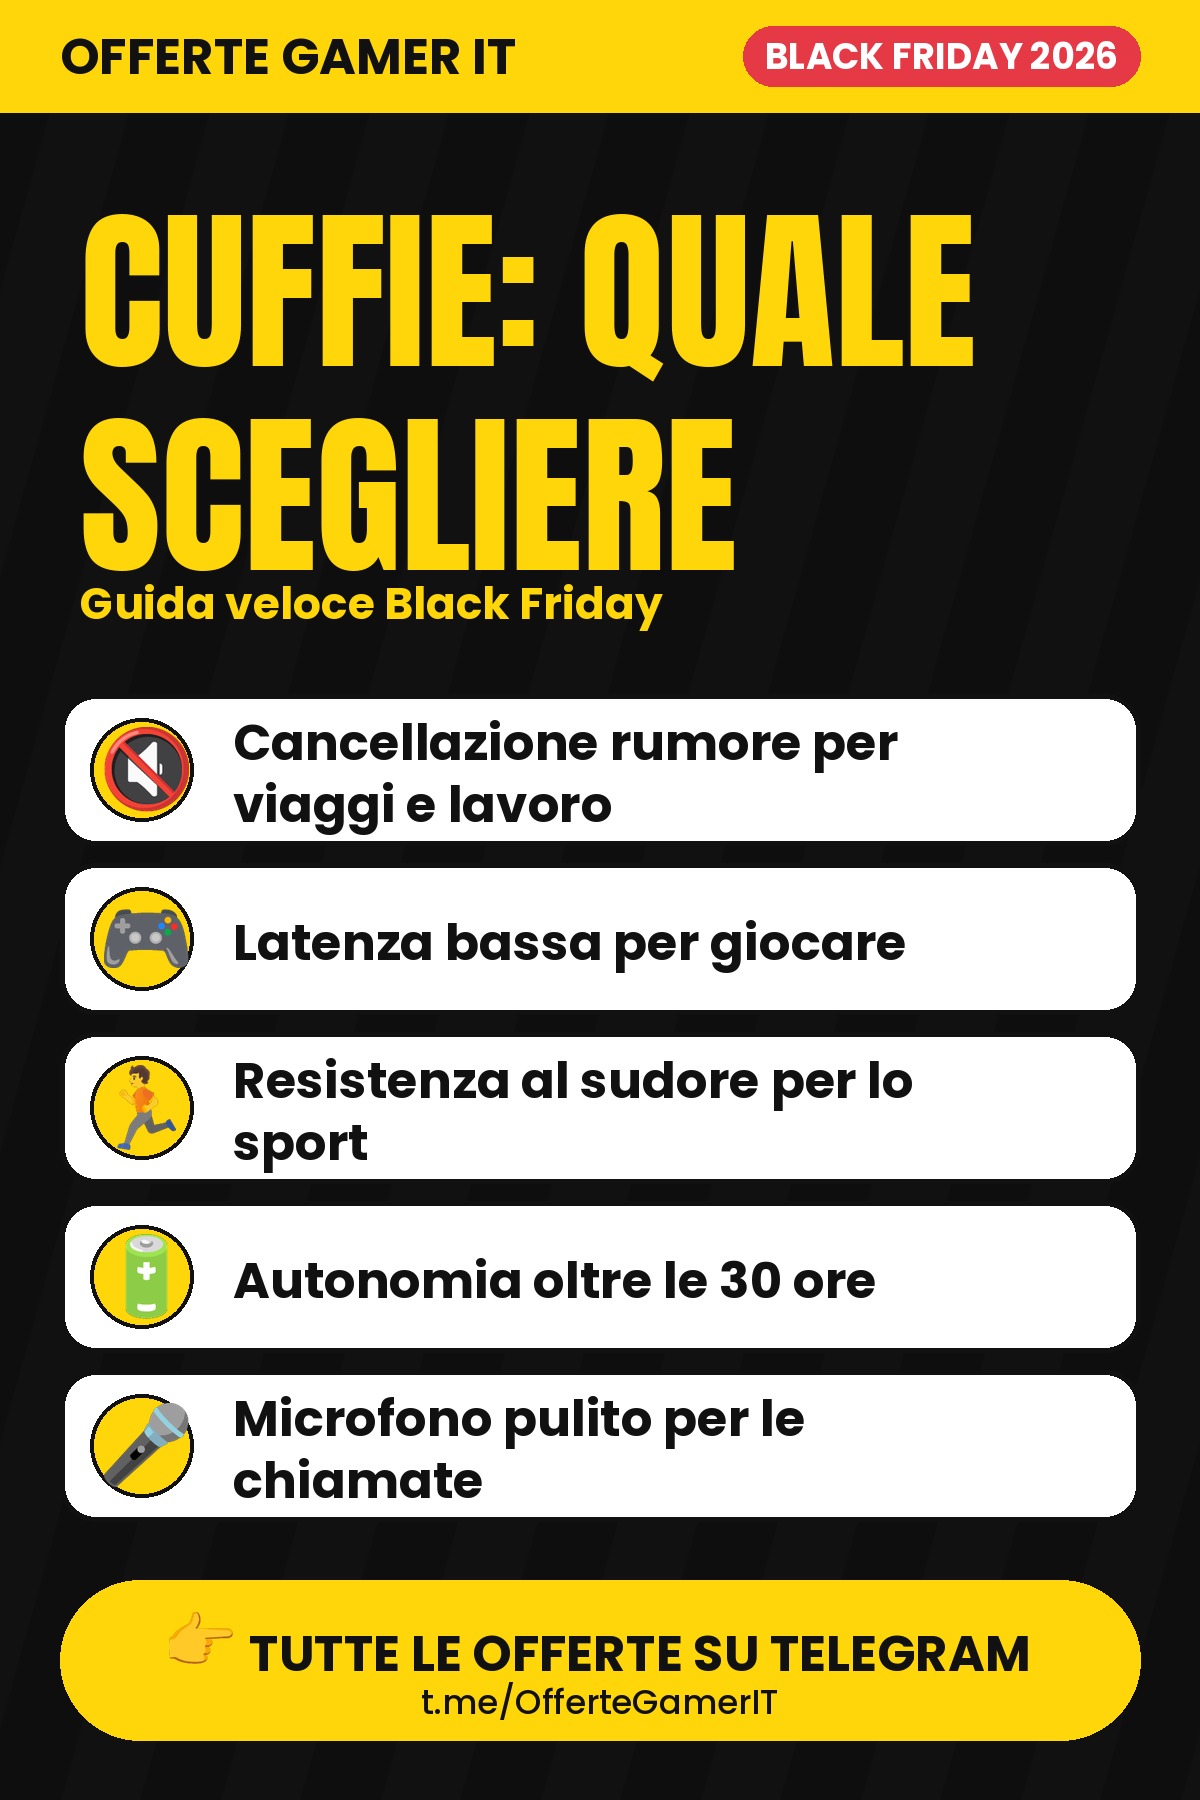 OFFERTE GAMER IT
BLACK FRIDAY 2026
CUFFIE: QUALE
SCEGLIERE
Guida veloce Black Friday
Cancellazione rumore per
viaggi e lavoro
Latenza bassa per giocare
Resistenza al sudore per lo
sport
Autonomia oltre le 30 ore
Microfono pulito per le
chiamate
👉 TUTTE LE OFFERTE SU TELEGRAM
t.me/OfferteGamerIT